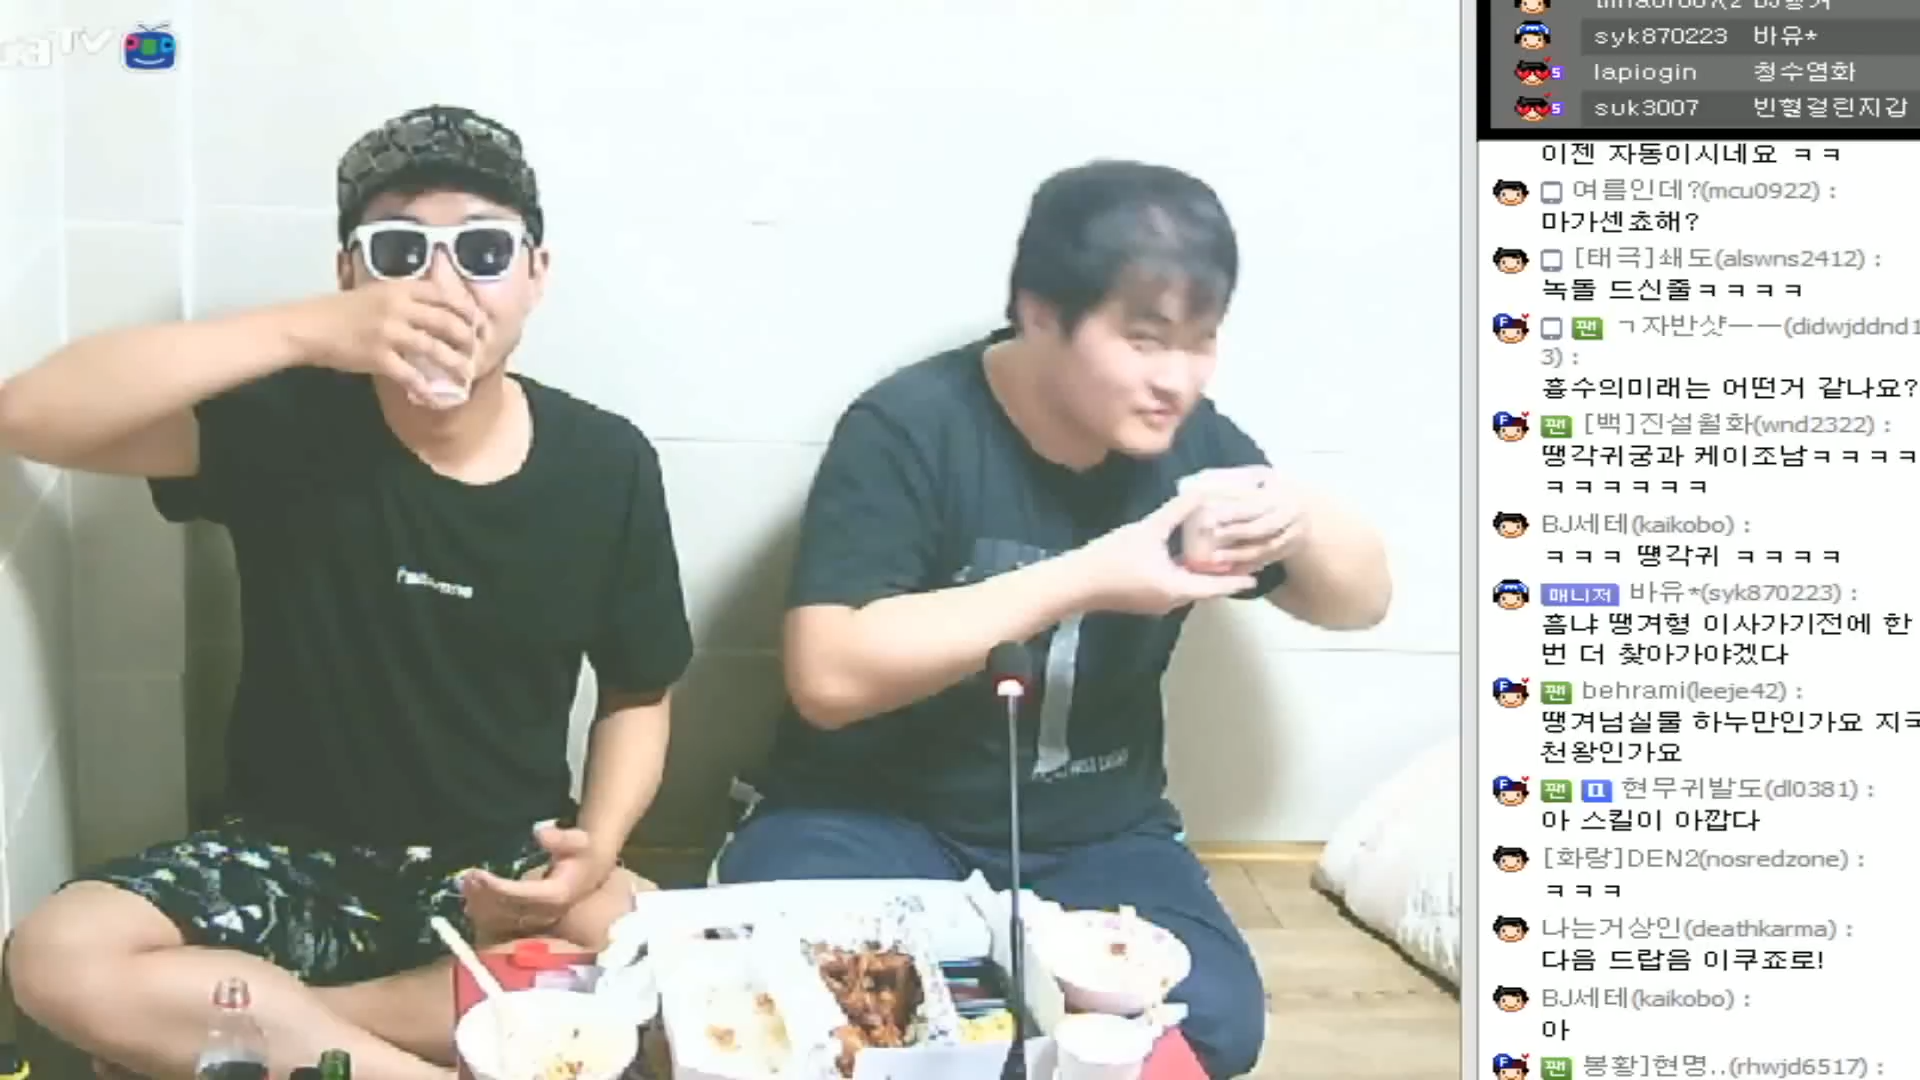 TV
syk870223 바유*
lapiogin 청수염화
suk3007 빈혈걸린지갑
이젠 자동이시네요 ㅋㅋ
여름인데?(mcu0922) :
마가센쵸해?
[태극]쇄도(alswns2412) :
녹돌 드신줄ㅋㅋㅋㅋ
팬 ㄱ자반샷ㅡㅡ(didwjddnd1
3) :
흉수의미래는 어떤거 같나요?
팬 [백]진설월화(wnd2322) :
땡각귀궁과 케이조남ㅋㅋㅋㅋ
ㅋㅋㅋㅋㅋㅋ
BJ세테(kaikobo) :
ㅋㅋㅋ 땡각귀 ㅋㅋㅋㅋ
매니저 바유*(syk870223) :
흠냐 땡겨형 이사가기전에 한
번 더 찾아가야겠다
팬 behrami(leeje42) :
땡겨넘실물 하누만인가요 지국
천왕인가요
팬 현무귀발도(dl0381) :
아 스킬이 아깝다
[화랑]DEN2(nosredzone) :
ㅋㅋㅋ
나는거상인(deathkarma) :
다음 드랍음 이쿠죠로!
BJ세테(kaikobo) :
아
팬 봉황]현명..(rhwjd6517) :